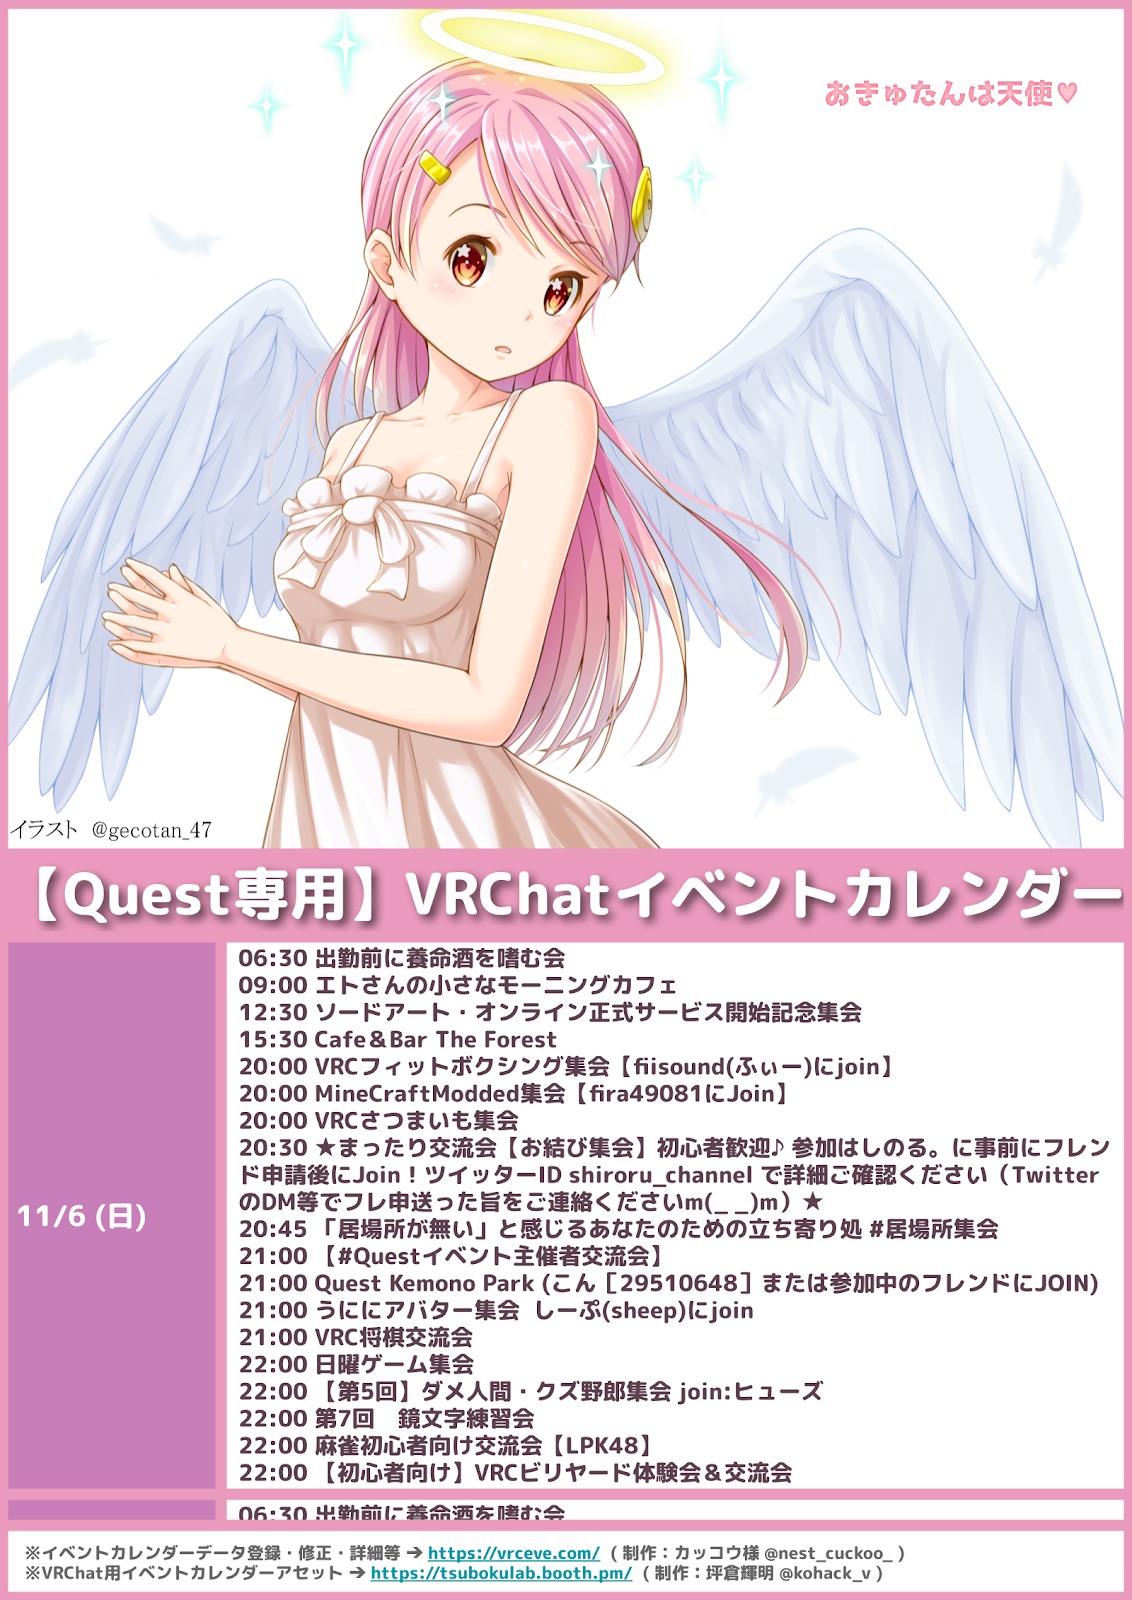 おきゅたんは天使♥
イラスト @gecotan_47
【Quest専用】VRChatイベントカレンダー
11/6 (日)
06:30 出勤前に養命酒を嗜む会
09:00 エトさんの小さなモーニングカフェ
12:30 ソードアート・オンライン正式サービス開始記念集会
15:30 Cafe＆Bar The Forest
20:00 VRCフィットボクシング集会【fiisound(ふぃー)にjoin】
20:00 MineCraftModded集会【fira49081にJoin】
20:00 VRCさつまいも集会
20:30 ★まったり交流会【お結び集会】初心者歓迎♪ 参加はしのる。に事前にフレン
ド申請後にJoin！ツイッターID shiroru_channel で詳細ご確認ください（Twitter
のDM等でフレ申送った旨をご連絡くださいm(_ _)m）★
20:45 「居場所が無い」と感じるあなたのための立ち寄り処 #居場所集会
21:00 【#Questイベント主催者交流会】
21:00 Quest Kemono Park (こん［29510648］または参加中のフレンドにJOIN)
21:00 うににアバター集会 しーぷ(sheep)にjoin
21:00 VRC将棋交流会
22:00 日曜ゲーム集会
22:00 【第5回】ダメ人間・クズ野郎集会 join:ヒューズ
22:00 第7回　鏡文字練習会
22:00 麻雀初心者向け交流会【LPK48】
22:00 【初心者向け】VRCビリヤード体験会＆交流会
06:30 出勤前に養命酒を嗜む会
※イベントカレンダーデータ登録・修正・詳細等 ➔ https://vrceve.com/ ( 制作：カッコウ様 @nest_cuckoo_ )
※VRChat用イベントカレンダーアセット ➔ https://tsubokulab.booth.pm/ ( 制作：坪倉輝明 @kohack_v )